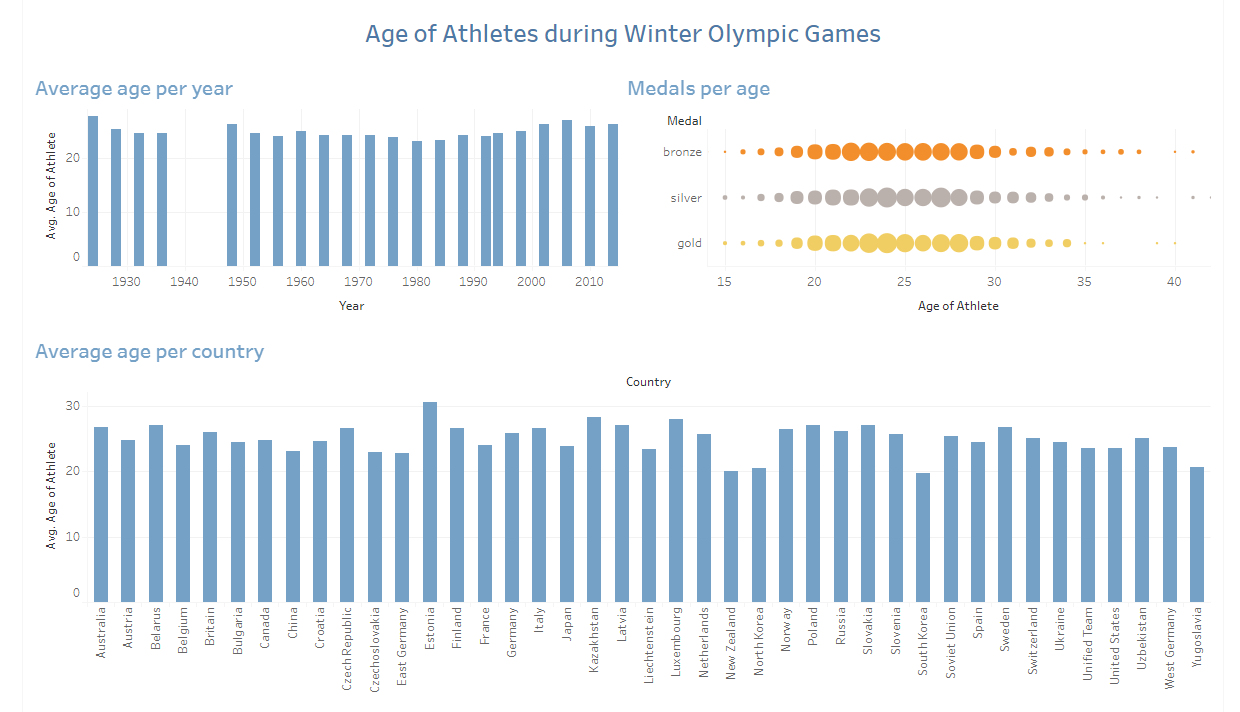 Age of Athletes during Winter Olympic Games
Average age per year
Avg. Age of Athlete
20
10
0
1930 1940 1950 1960 1970 1980 1990 2000 2010
Year
Medals per age
Medal
bronze
silver
gold
15 20 25 30 35 40
Age of Athlete
Average age per country
Country
Avg. Age of Athlete
30
20
10
0
Australia
Austria
Belarus
Belgium
Britain
Bulgaria
Canada
China
Croatia
Czech Republic
Czechoslovakia
East Germany
Estonia
Finland
France
Germany
Italy
Japan
Kazakhstan
Latvia
Liechtenstein
Luxembourg
Netherlands
New Zealand
North Korea
Norway
Poland
Russia
Slovakia
Slovenia
South Korea
Soviet Union
Spain
Sweden
Switzerland
Ukraine
Unified Team
United States
Uzbekistan
West Germany
Yugoslavia